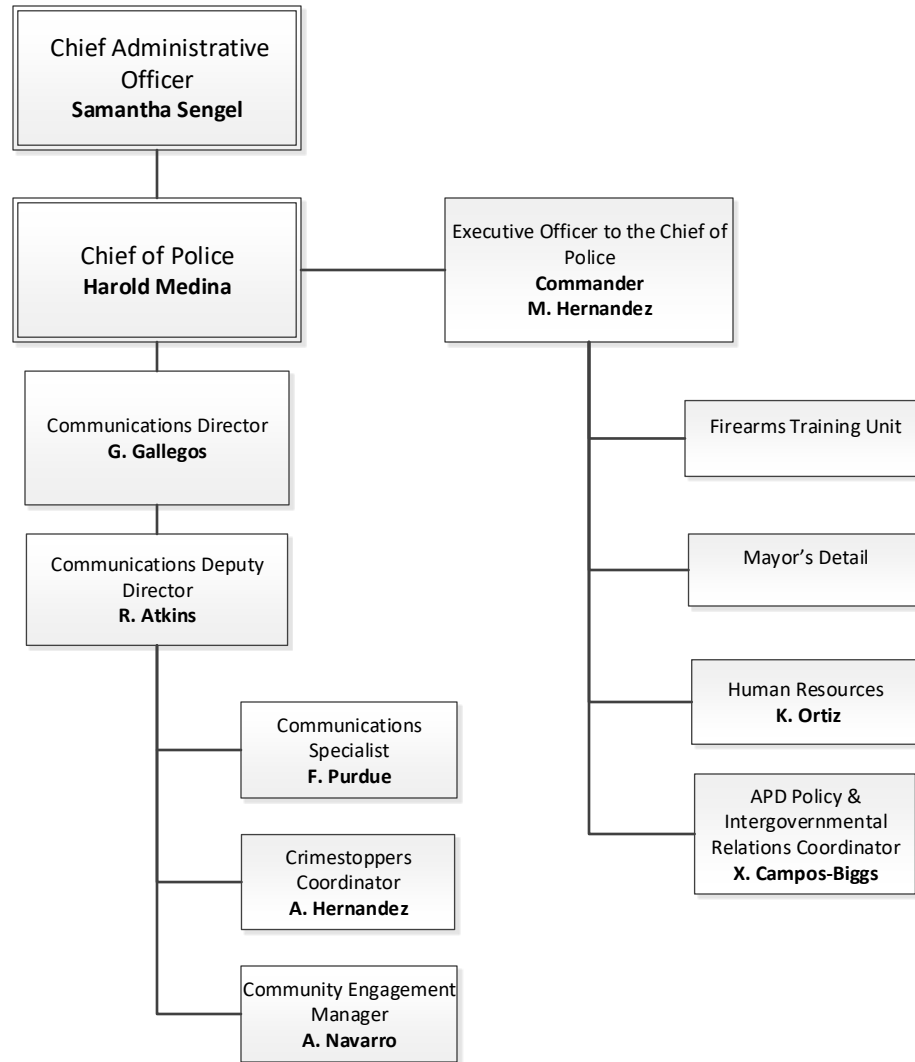 Chief Administrative
Officer
Samantha Sengel
Chief of Police
Harold Medina
Executive Officer to the Chief of
Police
Commander
M. Hernandez
Communications Director
G. Gallegos
Communications Deputy
Director
R. Atkins
Communications
Specialist
F. Purdue
Crimestoppers
Coordinator
A. Hernandez
Community Engagement
Manager
A. Navarro
Firearms Training Unit
Mayor’s Detail
Human Resources
K. Ortiz
APD Policy &
Intergovernmental
Relations Coordinator
X. Campos-Biggs